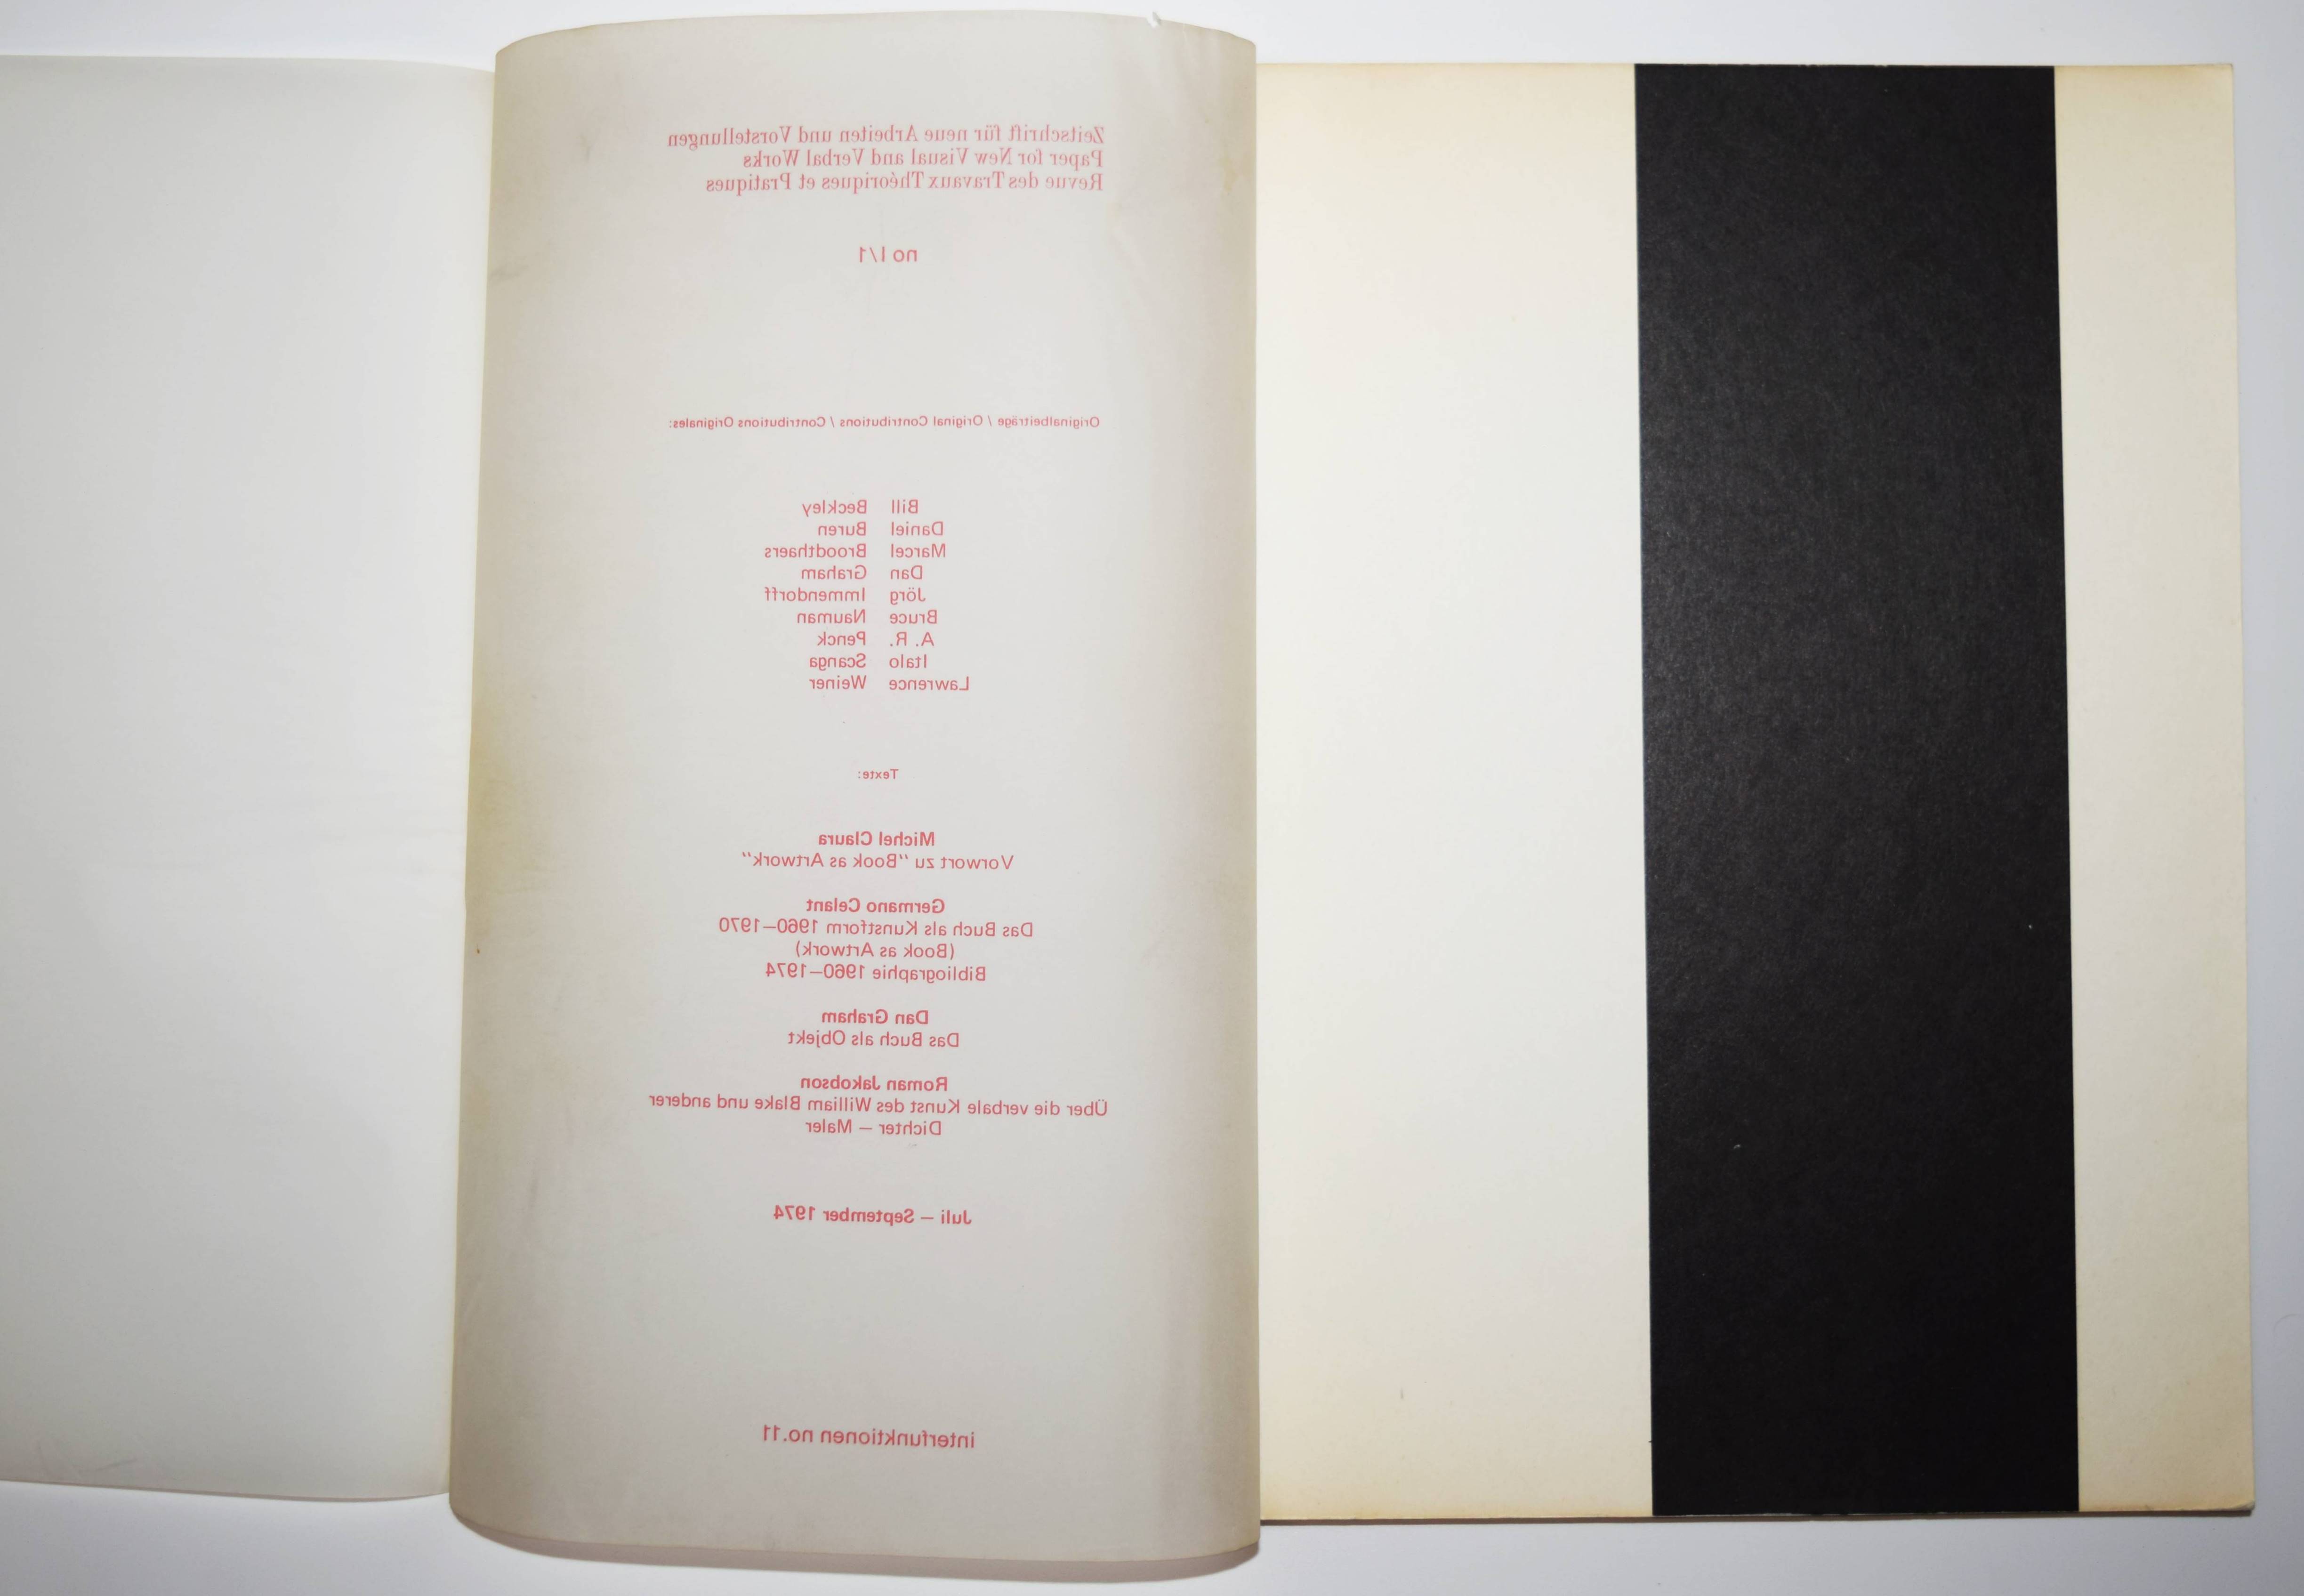 Zeitschrift für neue Arbeiten und Vorstellungen
Paper for New Visual and Verbal Works
Revue des Travaux Théoriques et Pratiques
no I/1
Originalbeiträge / Original Contributions / Contributions Originales:
Bill Beckley
Daniel Buren
Marcel Broodthaers
Dan Graham
Jörg Immendorff
Bruce Nauman
A. R. Penck
Italo Scanga
Lawrence Weiner
Texte:
Michel Claura
Vorwort zu "Book as Artwork"
Germano Celant
Das Buch als Kunstform 1960–1970
(Book as Artwork)
Bibliographie 1960–1974
Dan Graham
Das Buch als Objekt
Roman Jakobson
Über die verbale Kunst des William Blake und anderer
Dichter – Maler
Juli – September 1974
interfunktionen no.11